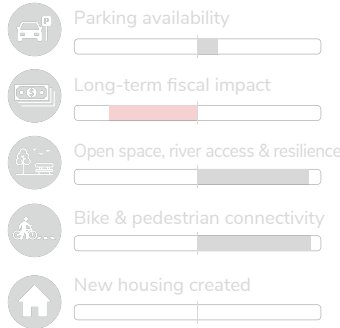 P
Parking availability
$
Long-term fiscal impact
Open space, river access & resilience
Bike & pedestrian connectivity
New housing created